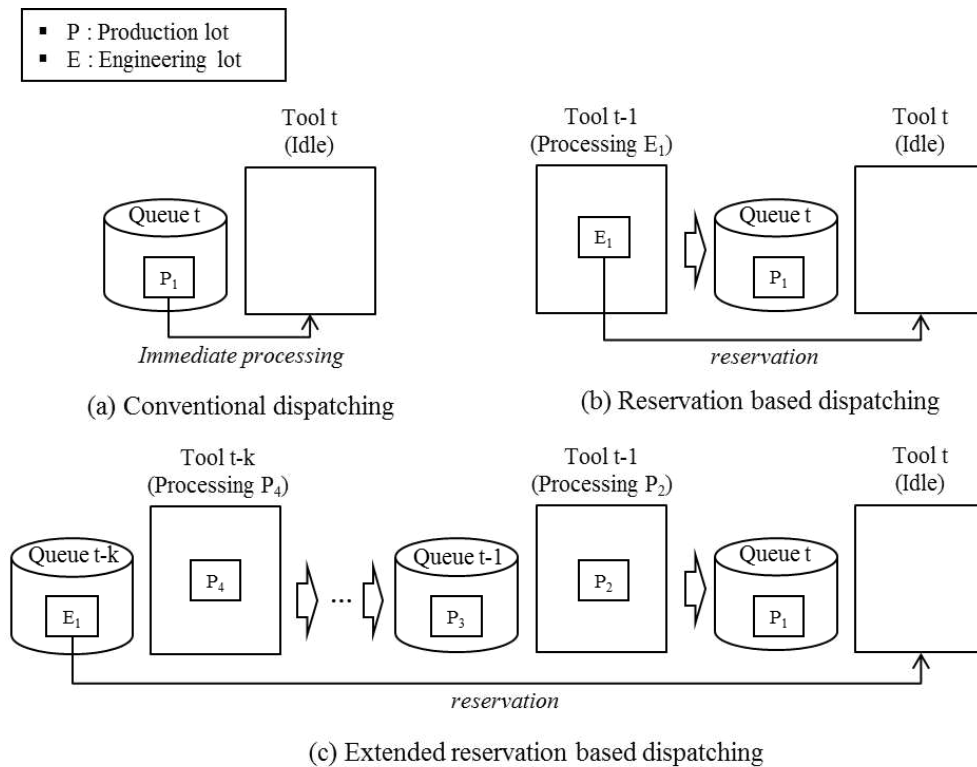 ▪ P : Production lot
▪ E : Engineering lot
Tool t
(Idle)
Queue t
P1
Immediate processing
(a) Conventional dispatching
Tool t-1
(Processing E1)
E1
Queue t
P1
Tool t
(Idle)
reservation
(b) Reservation based dispatching
Tool t-k
(Processing P4)
Tool t-1
(Processing P2)
Tool t
(Idle)
Queue t-k
E1
P4
...
Queue t-1
P3
P2
Queue t
P1
reservation
(c) Extended reservation based dispatching